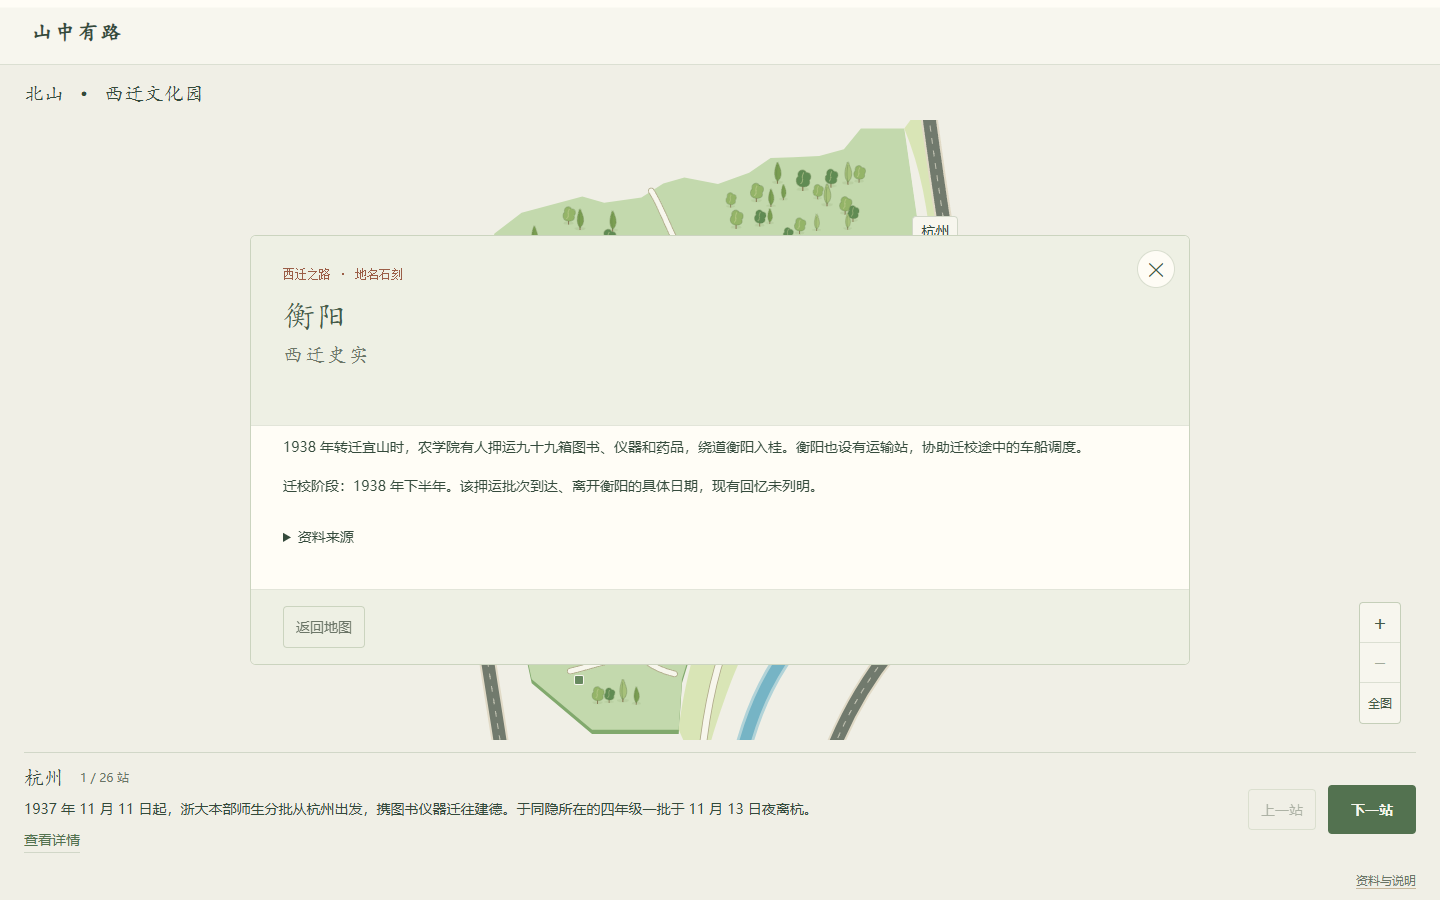 山中有路
北山 • 西迁文化园
杭州
西迁之路 · 地名石刻
衡阳
西迁史实
1938 年转迁宜山时，农学院有人押运九十九箱图书、仪器和药品，绕道衡阳入桂。衡阳也设有运输站，协助迁校途中的车船调度。
迁校阶段：1938 年下半年。该押运批次到达、离开衡阳的具体日期，现有回忆未列明。
▶ 资料来源
返回地图
+
−
全图
杭州 1 / 26 站
1937 年 11 月 11 日起，浙大本部师生分批从杭州出发，携图书仪器迁往建德。于同隐所在的四年级一批于 11 月 13 日夜离杭。
查看详情
上一站
下一站
资料与说明